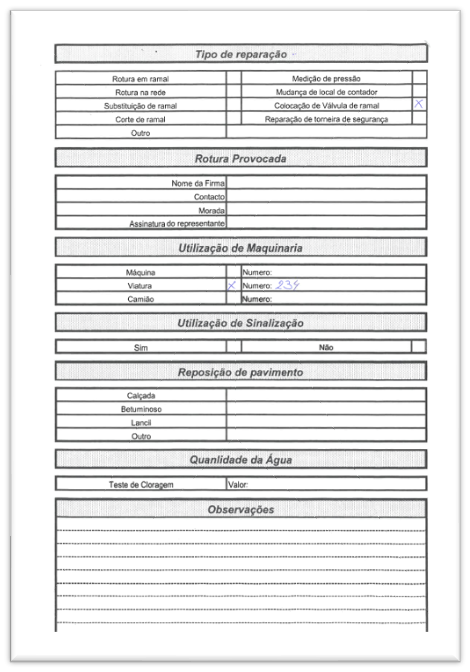 Tipo de reparação
Rotura em ramal Medição de pressão
Rotura na rede Mudança de local de contador
Substituição de ramal Colocação de Válvula de ramal X
Corte de ramal Reparação de torneira de segurança
Outro
Rotura Provocada
Nome da Firma
Contacto
Morada
Assinatura do representante
Utilização de Maquinaria
Máquina Numero:
Viatura X Numero: 234
Camião Numero:
Utilização de Sinalização
Sim Não
Reposição de pavimento
Calçada
Betuminoso
Lancil
Outro
Quanlidade da Água
Teste de Cloragem Valor:
Observações